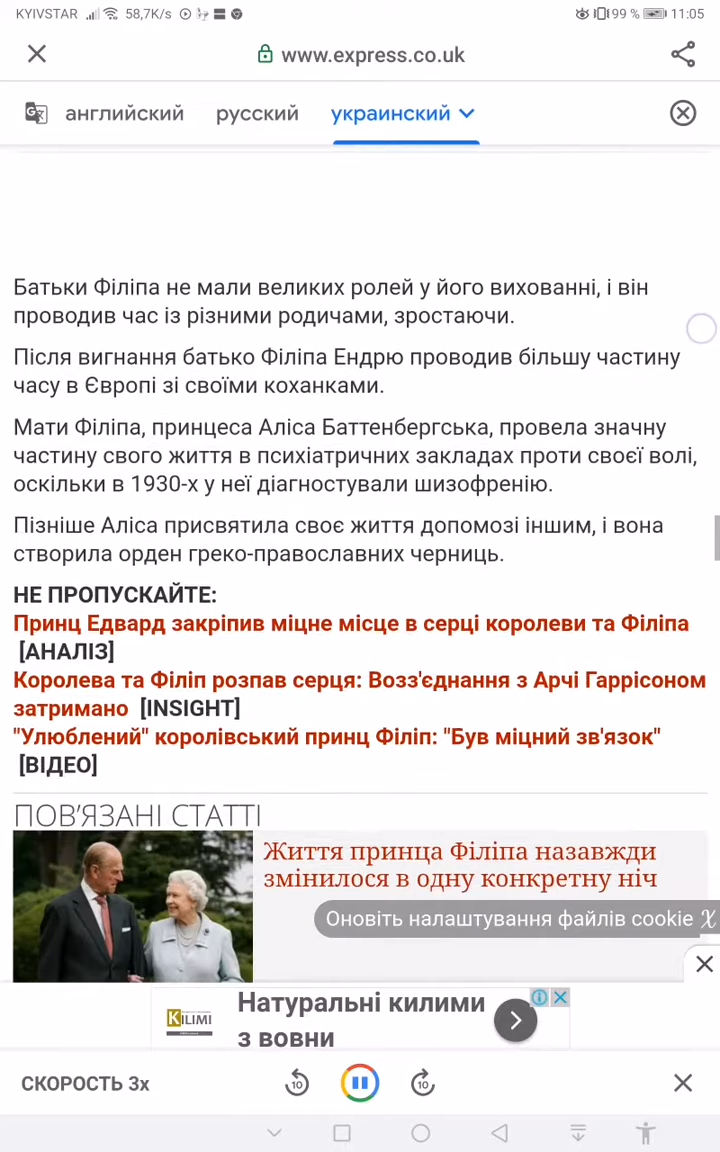 KYIVSTAR 58,7K/s 99 % 11:05
www.express.co.uk
английский русский украинский
Батьки Філіпа не мали великих ролей у його вихованні, і він
проводив час із різними родичами, зростаючи.
Після вигнання батько Філіпа Ендрю проводив більшу частину
часу в Європі зі своїми коханками.
Мати Філіпа, принцеса Аліса Баттенбергська, провела значну
частину свого життя в психіатричних закладах проти своєї волі,
оскільки в 1930-х у неї діагностували шизофренію.
Пізніше Аліса присвятила своє життя допомозі іншим, і вона
створила орден греко-православних черниць.
НЕ ПРОПУСКАЙТЕ:
Принц Едвард закріпив міцне місце в серці королеви та Філіпа
[АНАЛІЗ]
Королева та Філіп розпав серця: Возз'єднання з Арчі Гаррісоном
затримано [INSIGHT]
"Улюблений" королівський принц Філіп: "Був міцний зв'язок"
[ВІДЕО]
ПОВ’ЯЗАНІ СТАТТІ
Життя принца Філіпа назавжди
змінилося в одну конкретну ніч
Оновіть налаштування файлів cookie
KILIMI
Натуральні килими
з вовни
СКОРОСТЬ 3x
10
10